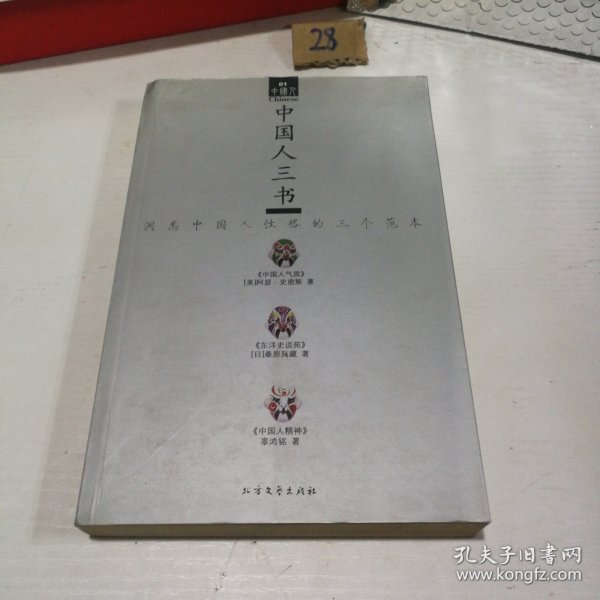 28
01
中國人
Chinese
中国人三书
洞悉中国人性格的三个范本
《中国人气质》
[美]阿瑟·史密斯 著
《东洋史说苑》
[日]桑原隲藏 著
《中国人精神》
辜鸿铭 著
北方文艺出版社
孔夫子旧书网
www.kongfz.com